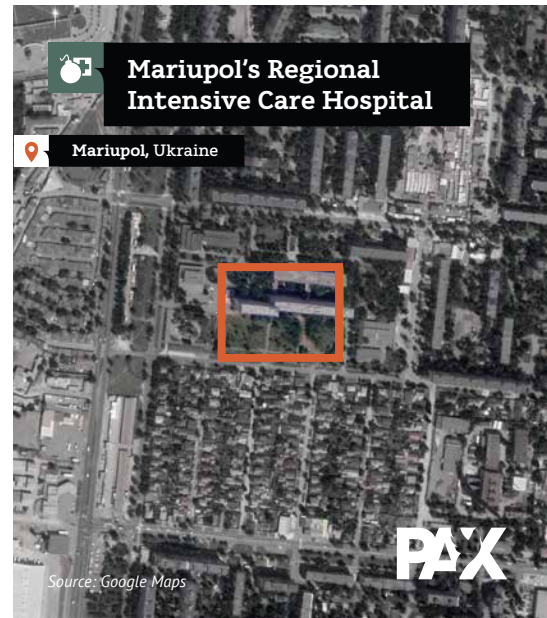 Mariupol’s Regional
Intensive Care Hospital
Mariupol, Ukraine
PAX
Source: Google Maps